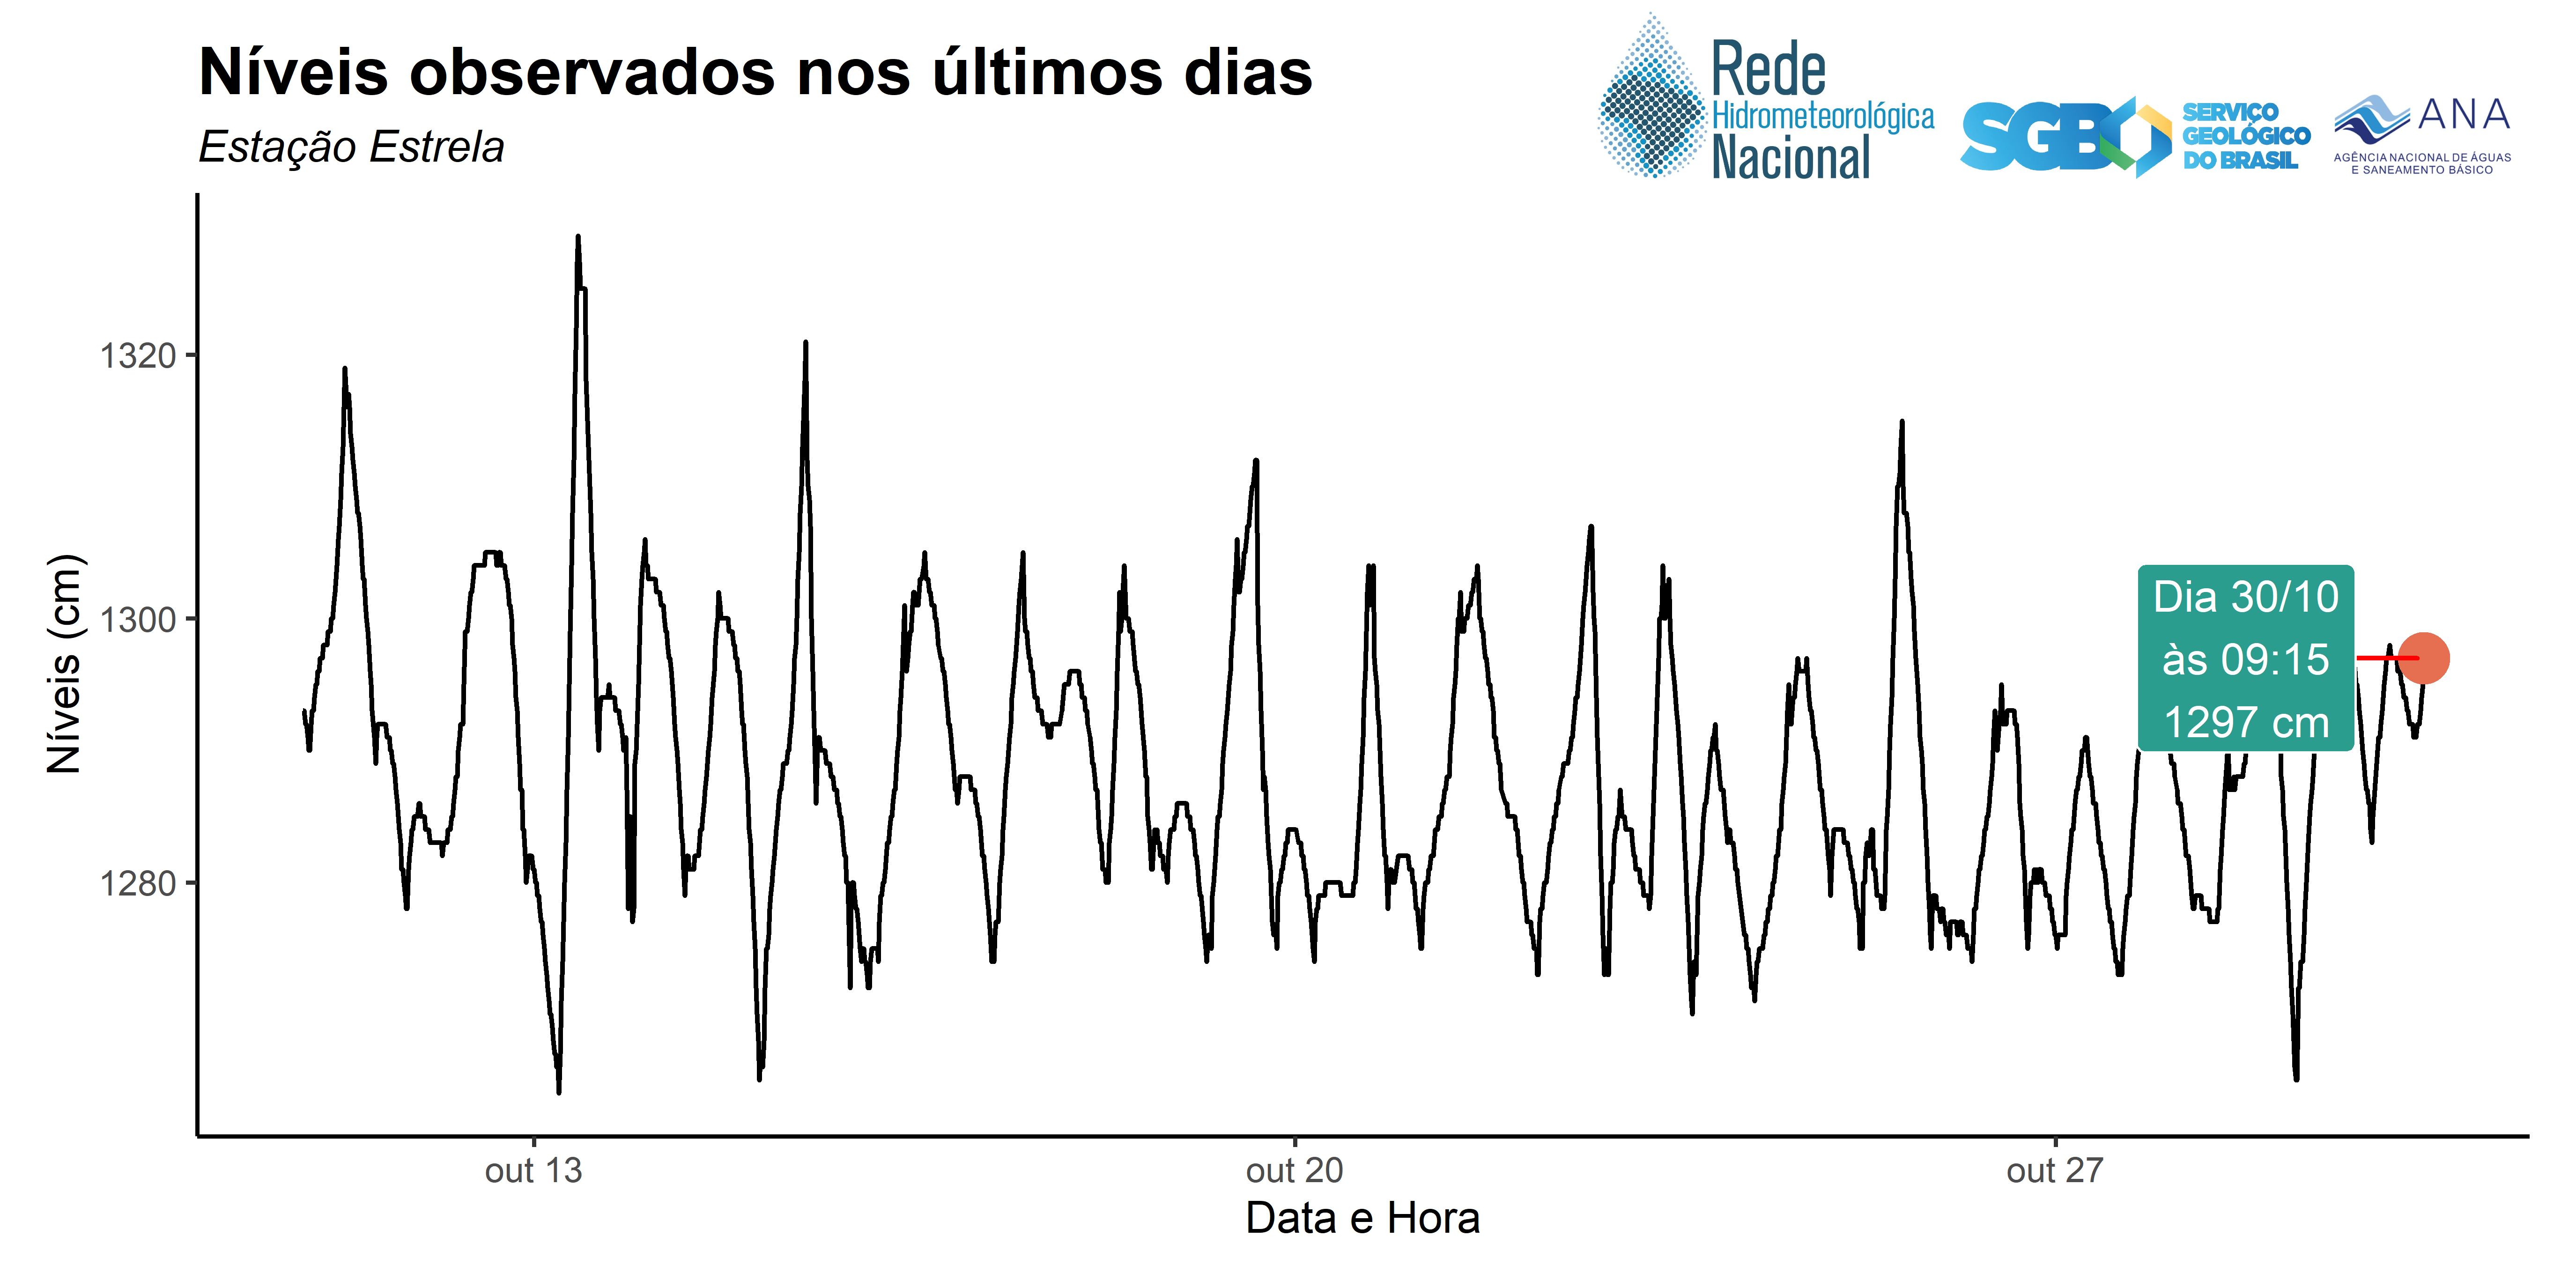 Níveis observados nos últimos dias
Estação Estrela
Rede
Hidrometeorológica
Nacional
SGB
SERVIÇO
GEOLÓGICO
DO BRASIL
ANA
AGÊNCIA NACIONAL DE ÁGUAS
E SANEAMENTO BÁSICO
Níveis (cm)
1320
1300
1280
Dia 30/10
às 09:15
1297 cm
out 13
out 20
out 27
Data e Hora